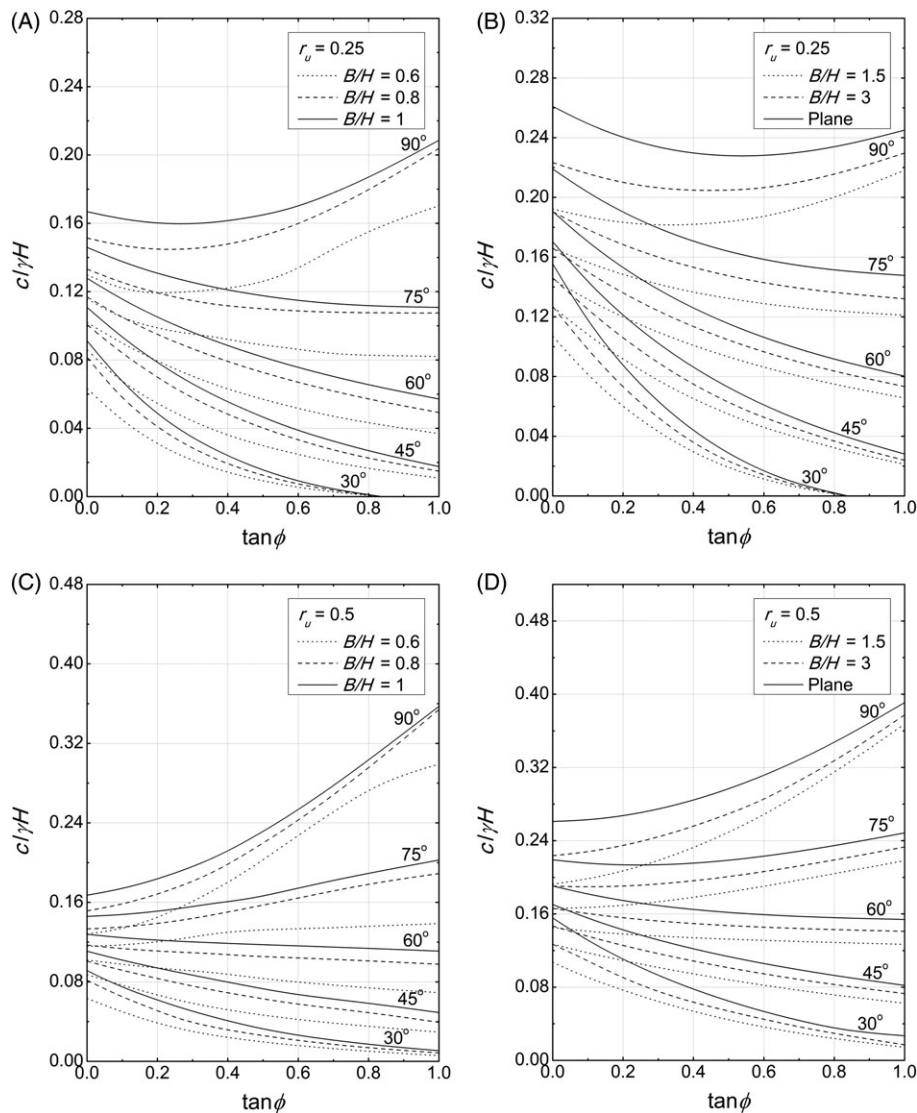 (A)
0.28
0.24
0.20
0.16
0.12
0.08
0.04
0.00
c/γH
r_u = 0.25
B/H = 0.6
B/H = 0.8
B/H = 1
90°
75°
60°
45°
30°
0.0 0.2 0.4 0.6 0.8 1.0
tanϕ
(B)
0.32
0.28
0.24
0.20
0.16
0.12
0.08
0.04
0.00
c/γH
r_u = 0.25
B/H = 1.5
B/H = 3
Plane
90°
75°
60°
45°
30°
0.0 0.2 0.4 0.6 0.8 1.0
tanϕ
(C)
0.48
0.40
0.32
0.24
0.16
0.08
0.00
c/γH
r_u = 0.5
B/H = 0.6
B/H = 0.8
B/H = 1
90°
75°
60°
45°
30°
0.0 0.2 0.4 0.6 0.8 1.0
tanϕ
(D)
0.48
0.40
0.32
0.24
0.16
0.08
0.00
c/γH
r_u = 0.5
B/H = 1.5
B/H = 3
Plane
90°
75°
60°
45°
30°
0.0 0.2 0.4 0.6 0.8 1.0
tanϕ